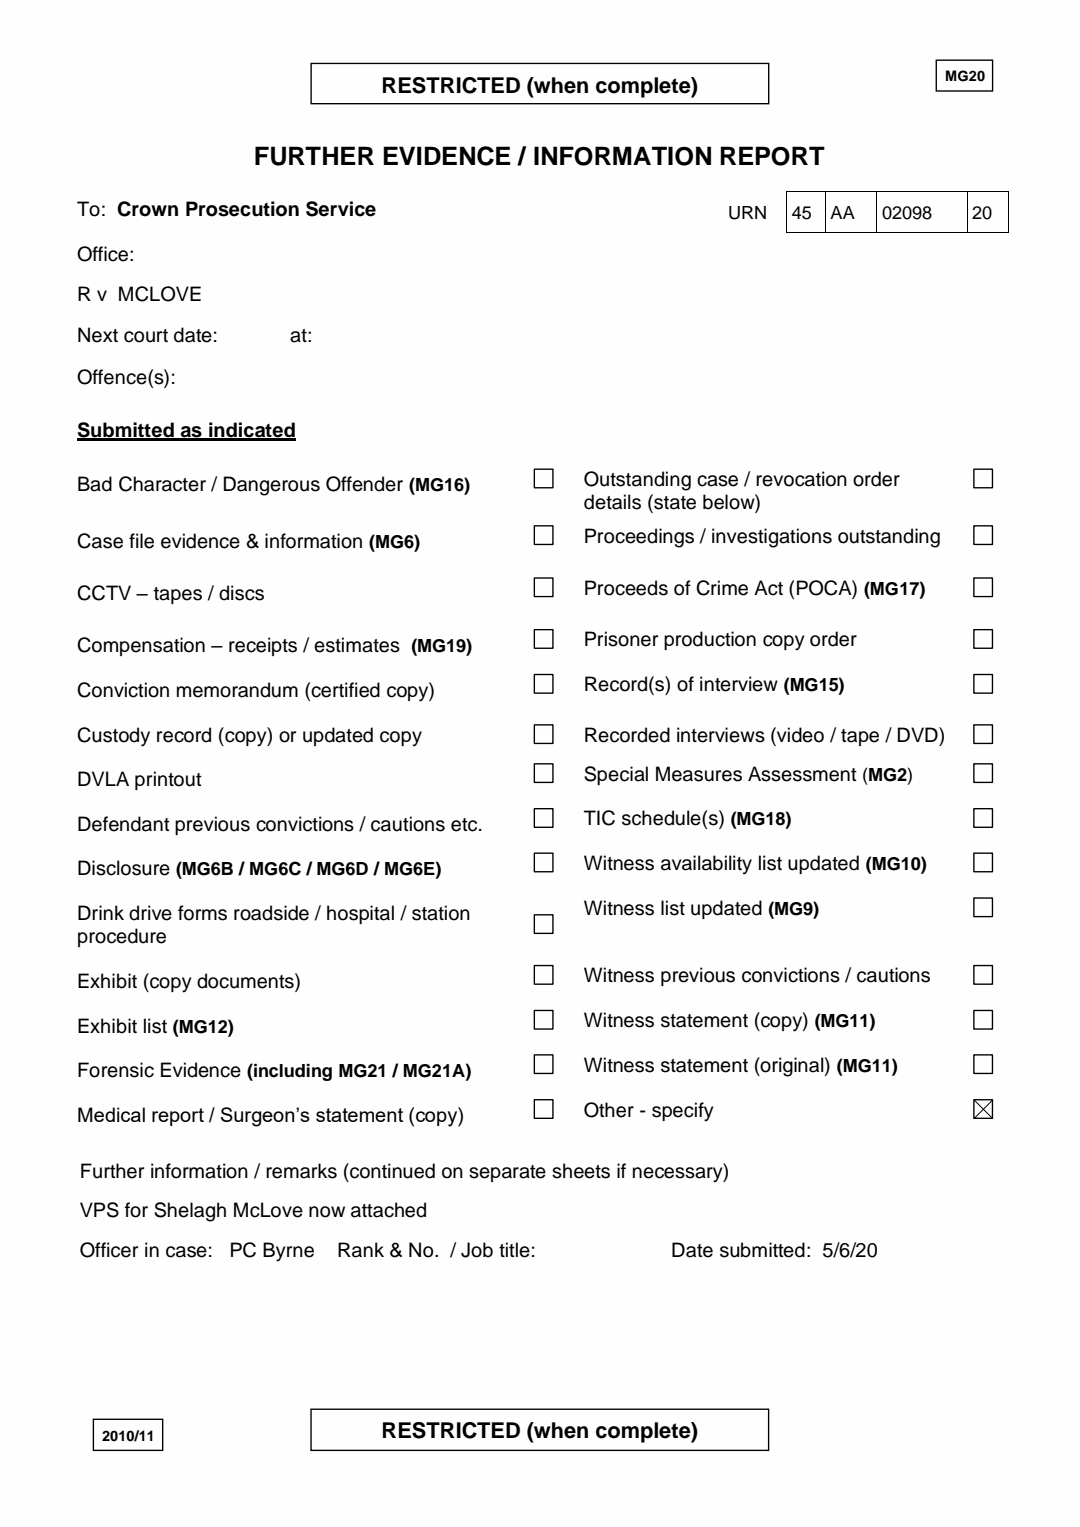 RESTRICTED (when complete)
MG20
FURTHER EVIDENCE / INFORMATION REPORT
To: Crown Prosecution Service
URN 45 AA 02098 20
Office:
R v MCLOVE
Next court date: at:
Offence(s):
Submitted as indicated
Bad Character / Dangerous Offender (MG16)
Outstanding case / revocation order
details (state below)
Case file evidence & information (MG6)
Proceedings / investigations outstanding
CCTV – tapes / discs
Proceeds of Crime Act (POCA) (MG17)
Compensation – receipts / estimates (MG19)
Prisoner production copy order
Conviction memorandum (certified copy)
Record(s) of interview (MG15)
Custody record (copy) or updated copy
Recorded interviews (video / tape / DVD)
DVLA printout
Special Measures Assessment (MG2)
Defendant previous convictions / cautions etc.
TIC schedule(s) (MG18)
Disclosure (MG6B / MG6C / MG6D / MG6E)
Witness availability list updated (MG10)
Drink drive forms roadside / hospital / station
procedure
Witness list updated (MG9)
Exhibit (copy documents)
Witness previous convictions / cautions
Exhibit list (MG12)
Witness statement (copy) (MG11)
Forensic Evidence (including MG21 / MG21A)
Witness statement (original) (MG11)
Medical report / Surgeon’s statement (copy)
Other - specify
Further information / remarks (continued on separate sheets if necessary)
VPS for Shelagh McLove now attached
Officer in case: PC Byrne Rank & No. / Job title: Date submitted: 5/6/20
2010/11
RESTRICTED (when complete)